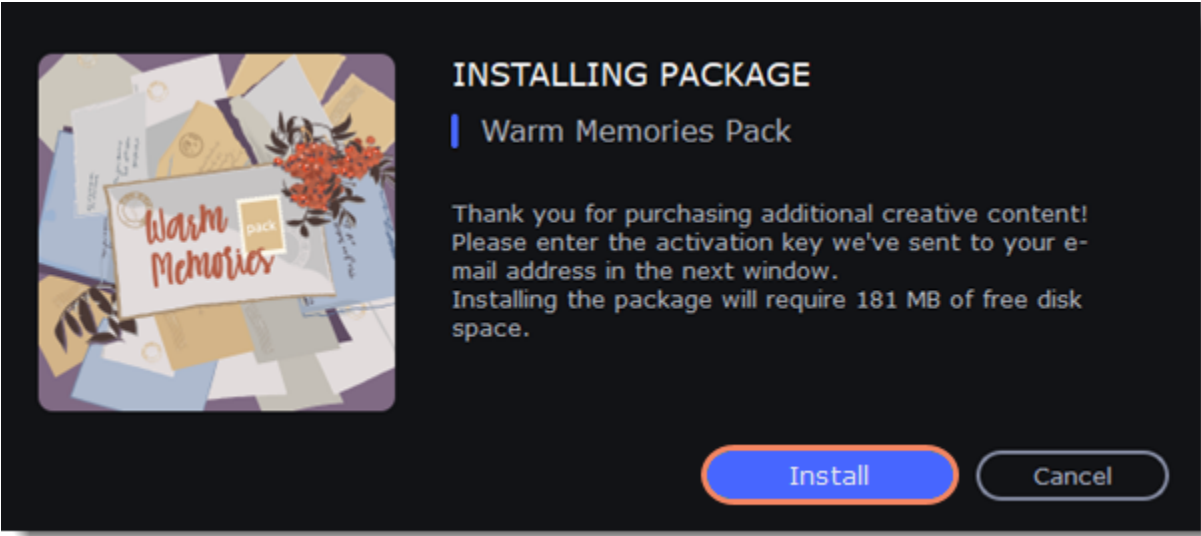 INSTALLING PACKAGE
Warm Memories Pack
Thank you for purchasing additional creative content!
Please enter the activation key we've sent to your e-
mail address in the next window.
Installing the package will require 181 MB of free disk
space.
Warm
pack
Memories
Install
Cancel